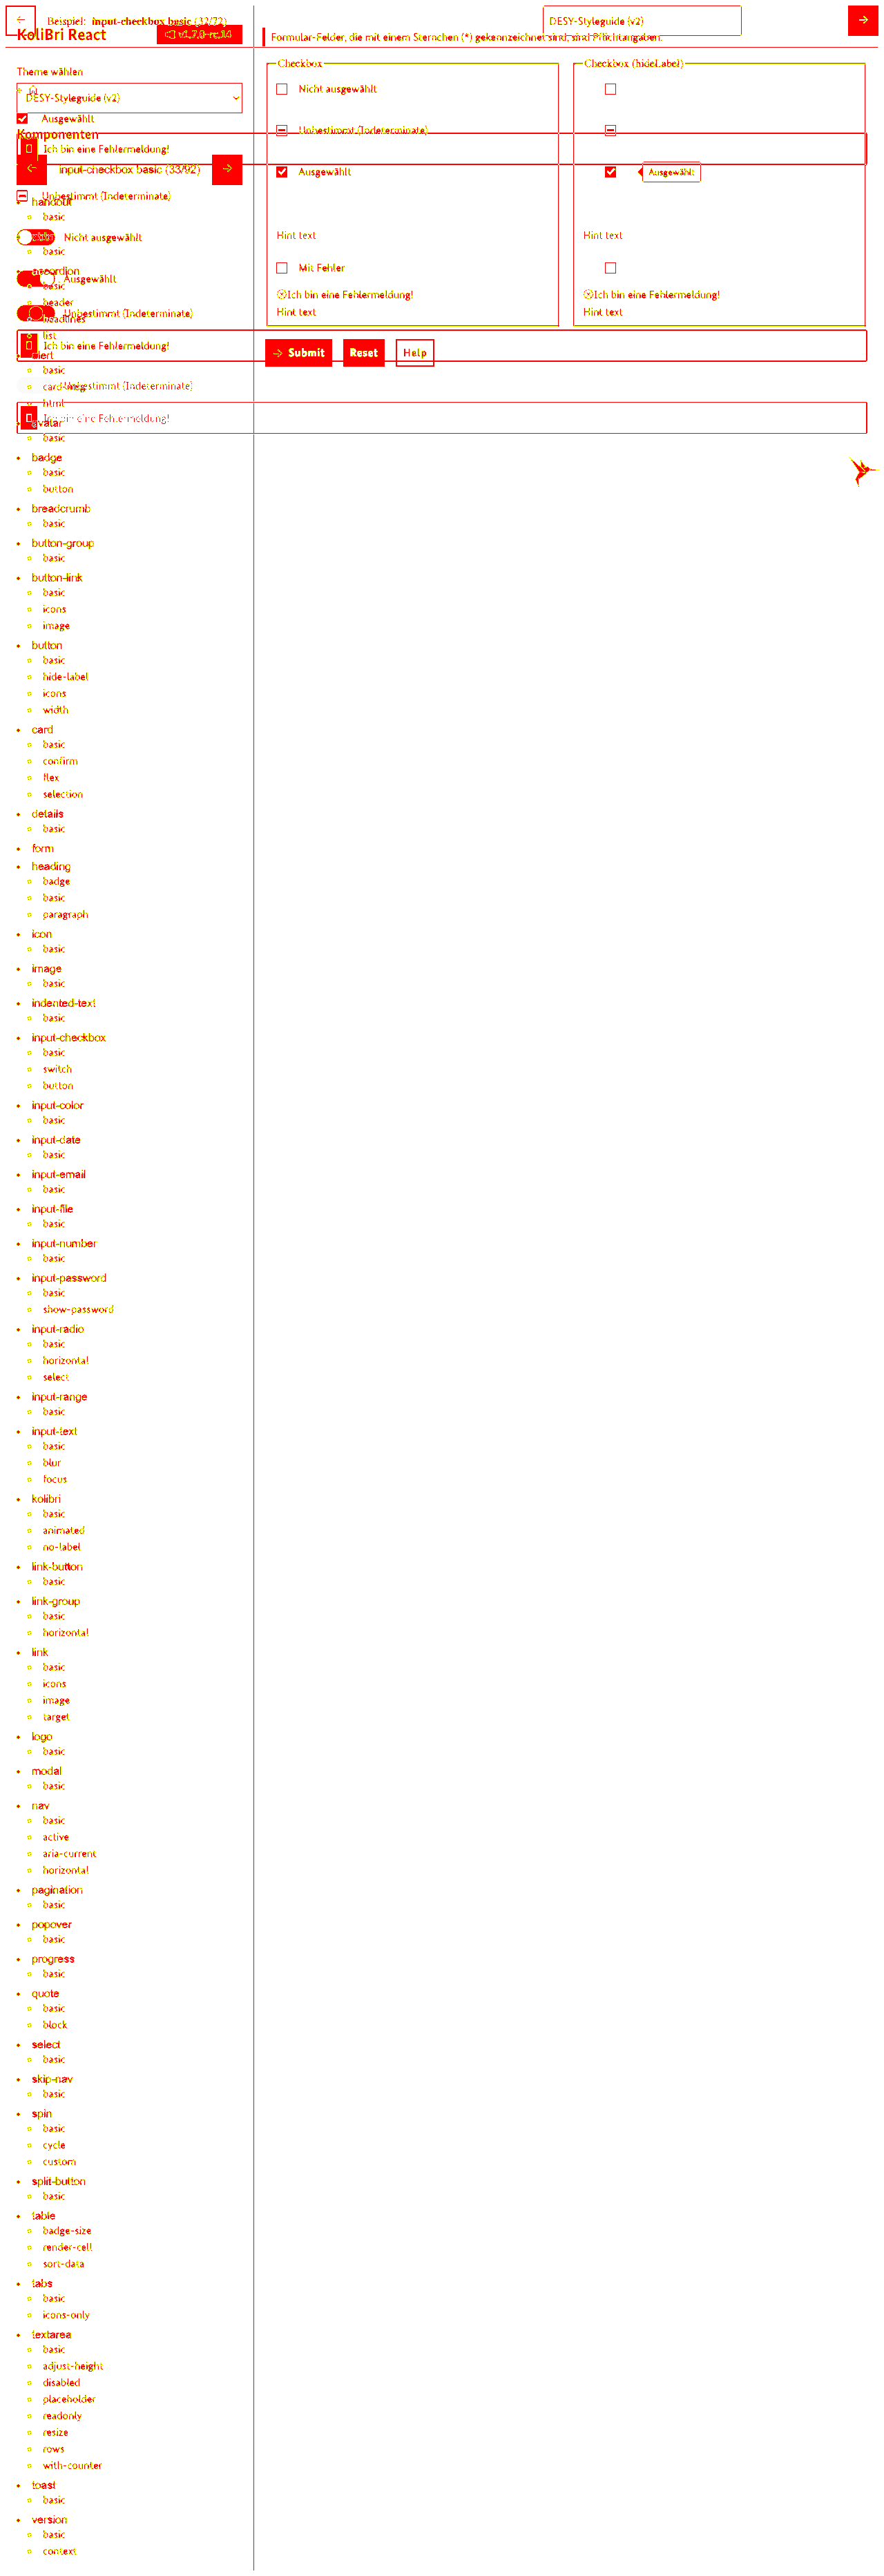 Beispiel: input-checkbox basic (32/72)
DESY-Styleguide (v2)
KoliBri React
Formular-Felder, die mit einem Sternchen (*) gekennzeichnet sind, sind Pflichtangaben.
Theme wählen
DESY-Styleguide (v2)
Ausgewählt
Komponenten
Ich bin eine Fehlermeldung!
input-checkbox basic (33/92)
Unbestimmt (Indeterminate)
handout
basic
Nicht ausgewählt
basic
accordion
Ausgewählt
basic
header
Unbestimmt (Indeterminate)
headlines
list
Ich bin eine Fehlermeldung!
alert
basic
Unbestimmt (Indeterminate)
html
Ich bin eine Fehlermeldung!
avatar
basic
badge
basic
button
breadcrumb
basic
button-group
basic
button-link
basic
icons
image
button
basic
hide-label
icons
width
card
basic
confirm
flex
selection
details
basic
form
heading
badge
basic
paragraph
icon
basic
image
basic
indented-text
basic
input-checkbox
basic
switch
button
input-color
basic
input-date
basic
input-email
basic
input-file
basic
input-number
basic
input-password
basic
show-password
input-radio
basic
horizontal
select
input-range
basic
input-text
basic
blur
focus
kolibri
basic
animated
no-label
link-button
basic
link-group
basic
horizontal
link
basic
icons
image
target
logo
basic
modal
basic
nav
basic
active
aria-current
horizontal
pagination
basic
popover
basic
progress
basic
quote
basic
block
select
basic
skip-nav
basic
spin
basic
cycle
custom
split-button
basic
table
badge-size
render-cell
sort-data
tabs
basic
icons-only
textarea
basic
adjust-height
disabled
placeholder
readonly
resize
rows
with-counter
toast
basic
version
basic
context
Checkbox
Nicht ausgewählt
Unbestimmt (Indeterminate)
Ausgewählt
Hint text
Mit Fehler
Ich bin eine Fehlermeldung!
Hint text
Checkbox (hideLabel)
Ausgewählt
Hint text
Ich bin eine Fehlermeldung!
Hint text
Submit Reset Help